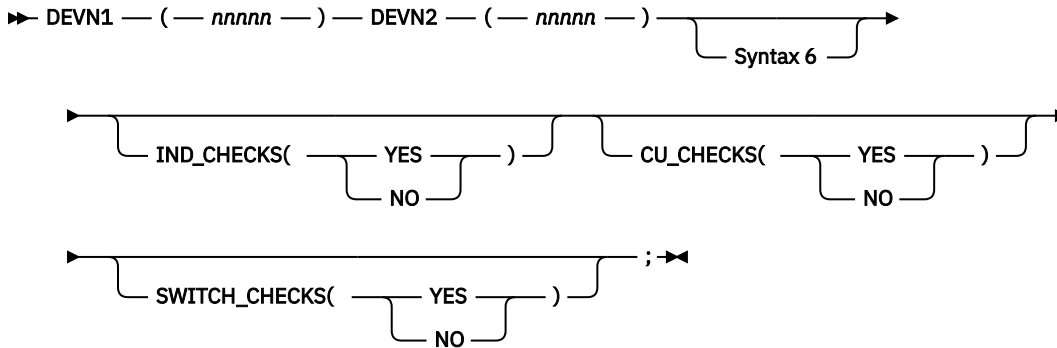 DEVN1 ( nnnnn ) DEVN2 ( nnnnn )
Syntax 6
IND_CHECKS( YES ) CU_CHECKS( YES )
NO NO
SWITCH_CHECKS( YES ) ;
NO